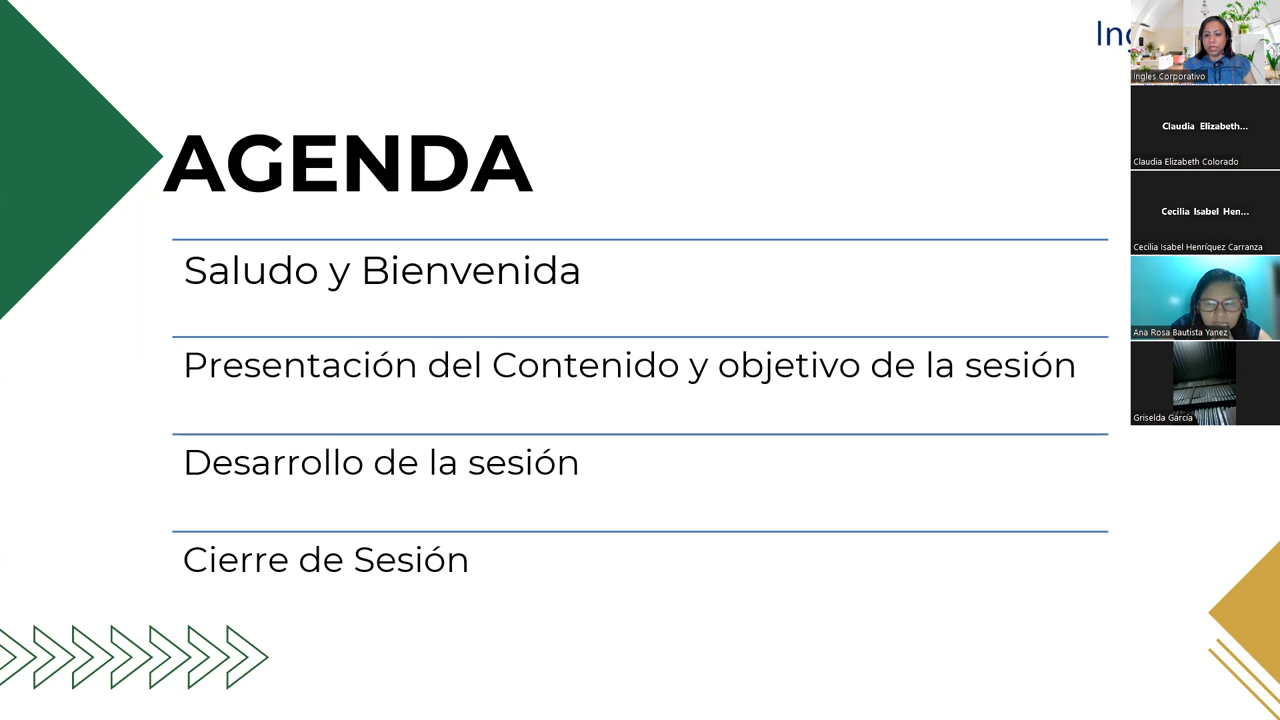 AGENDA
Saludo y Bienvenida
Presentación del Contenido y objetivo de la sesión
Desarrollo de la sesión
Cierre de Sesión
Ing
Ingles Corporativo
Claudia Elizabeth...
Claudia Elizabeth Colorado
Cecilia Isabel Hen...
Cecilia Isabel Henríquez Carranza
Ana Rosa Bautista Yanez
Griselda García